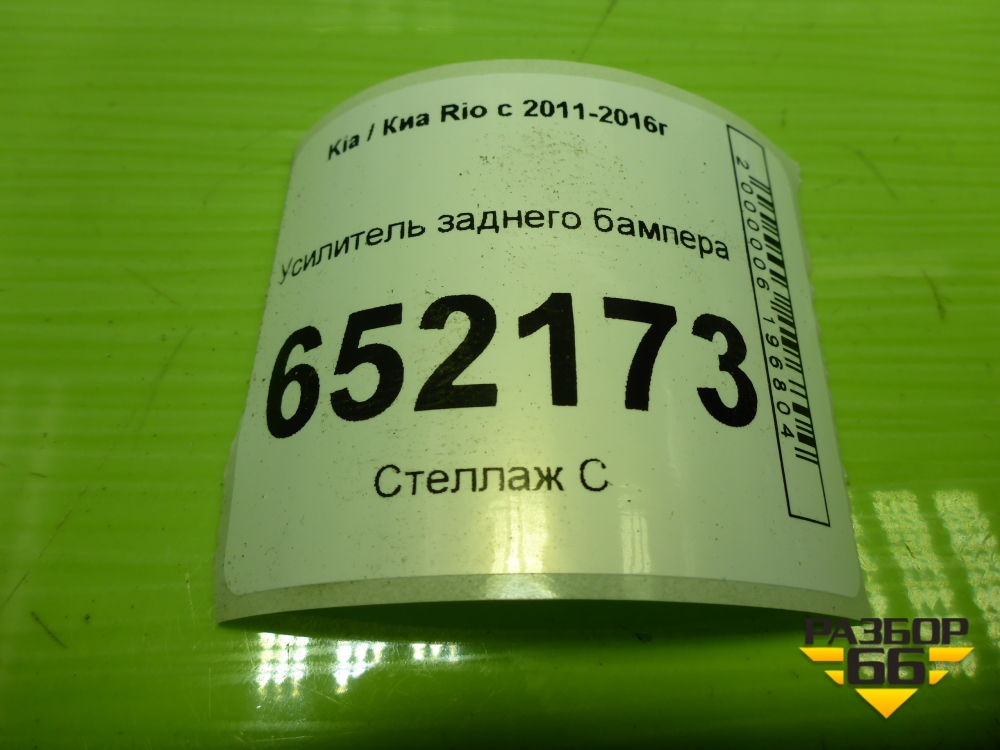 Kia / Киа Rio с 2011-2016г
Усилитель заднего бампера
652173
Стеллаж С
2000006196804
РАЗБОР
66